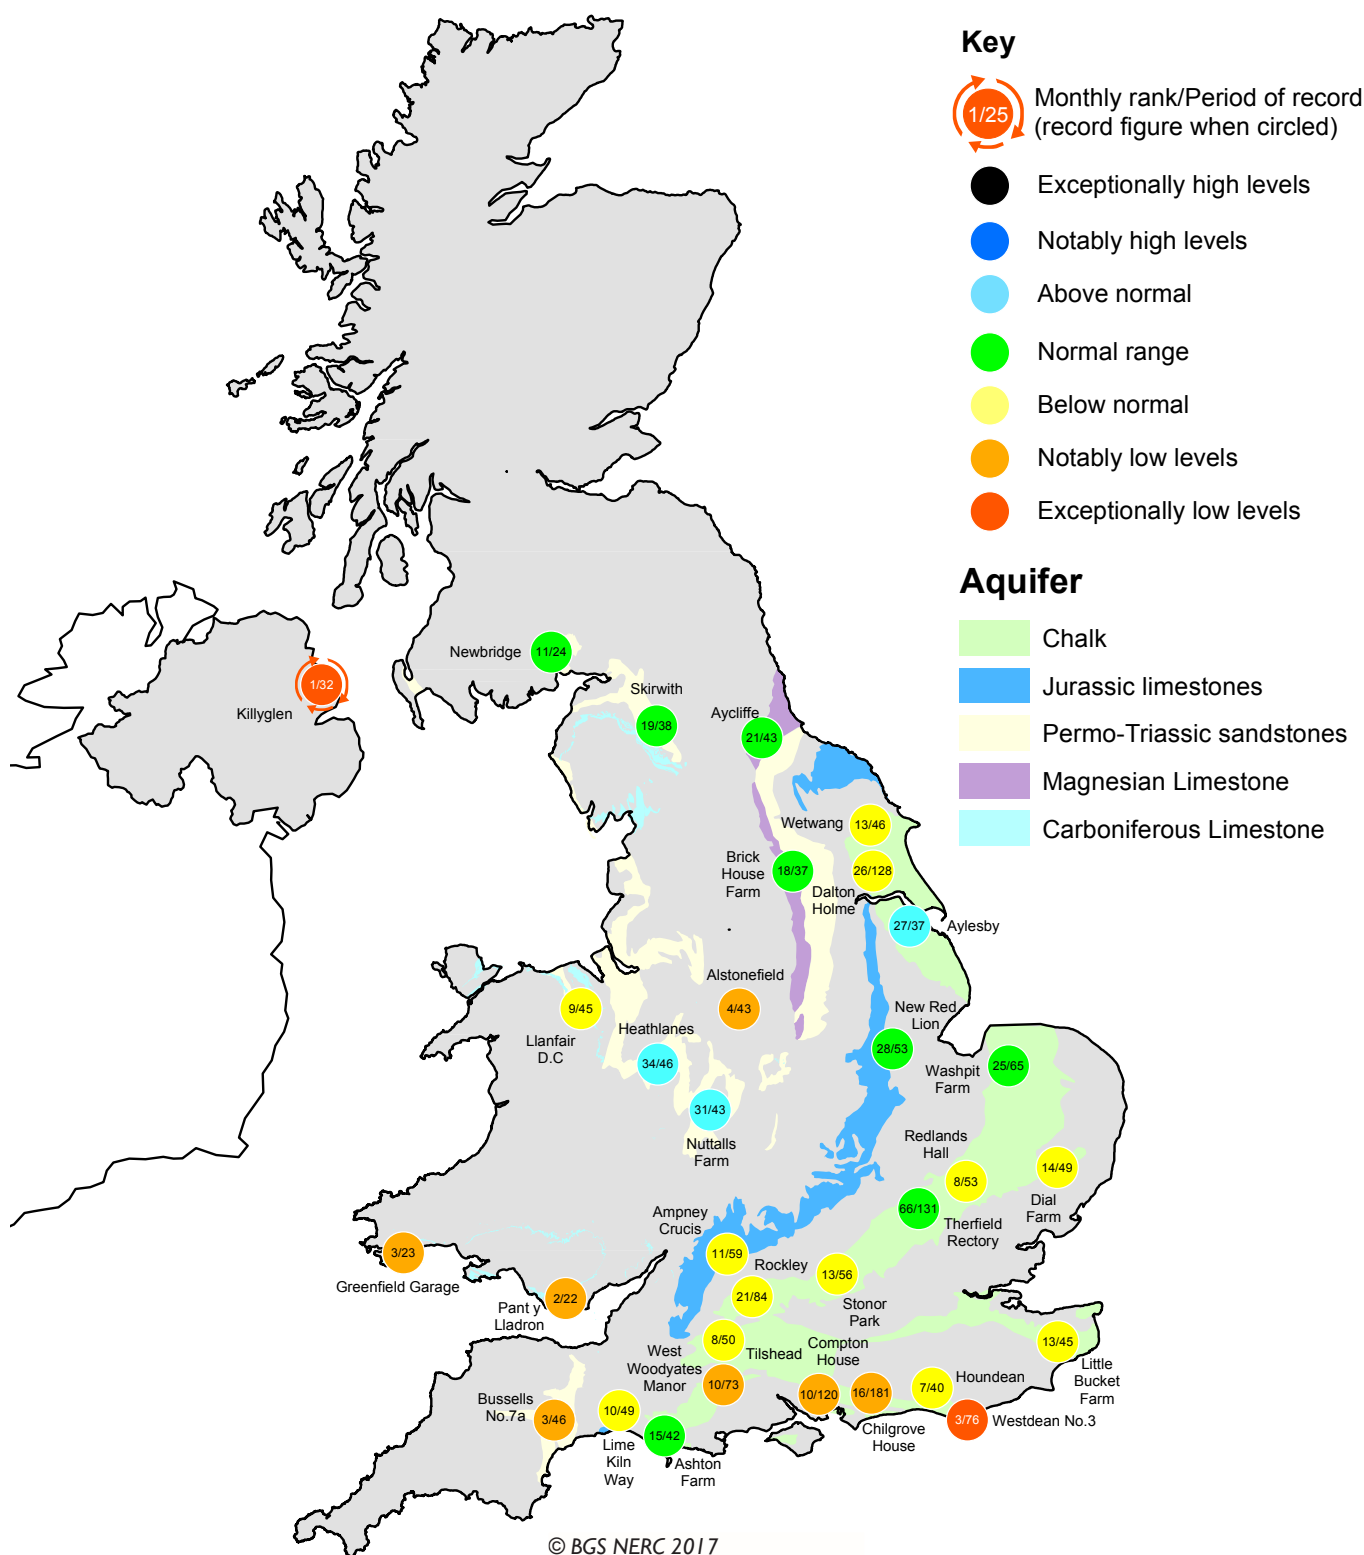 Key
1/25
Monthly rank/Period of record
(record figure when circled)
Exceptionally high levels
Notably high levels
Above normal
Normal range
Below normal
Notably low levels
Exceptionally low levels
Aquifer
Chalk
Jurassic limestones
Permo-Triassic sandstones
Magnesian Limestone
Carboniferous Limestone
Newbridge
11/24
1/32
Killyglen
Skirwith
19/38
Aycliffe
21/43
Wetwang
13/46
Brick
House
Farm
18/37
26/128
Dalton
Holme
27/37
Aylesby
Alstonefield
4/43
9/45
Llanfair
D.C
Heathlanes
34/46
New Red
Lion
28/53
Washpit
Farm
25/65
31/43
Nuttalls
Farm
Redlands
Hall
8/53
14/49
Dial
Farm
66/131
Therfield
Rectory
Ampney
Crucis
11/59
3/23
Greenfield Garage
Rockley
21/84
13/56
Stonor
Park
2/22
Pant y
Lladron
8/50
Tilshead
Compton
House
13/45
Little
Bucket
Farm
West
Woodyates
Manor
10/73
10/120
16/181
Chilgrove
House
7/40
Houndean
3/76
Westdean No.3
Bussells
No.7a
3/46
10/49
Lime
Kiln
Way
15/42
Ashton
Farm
© BGS NERC 2017